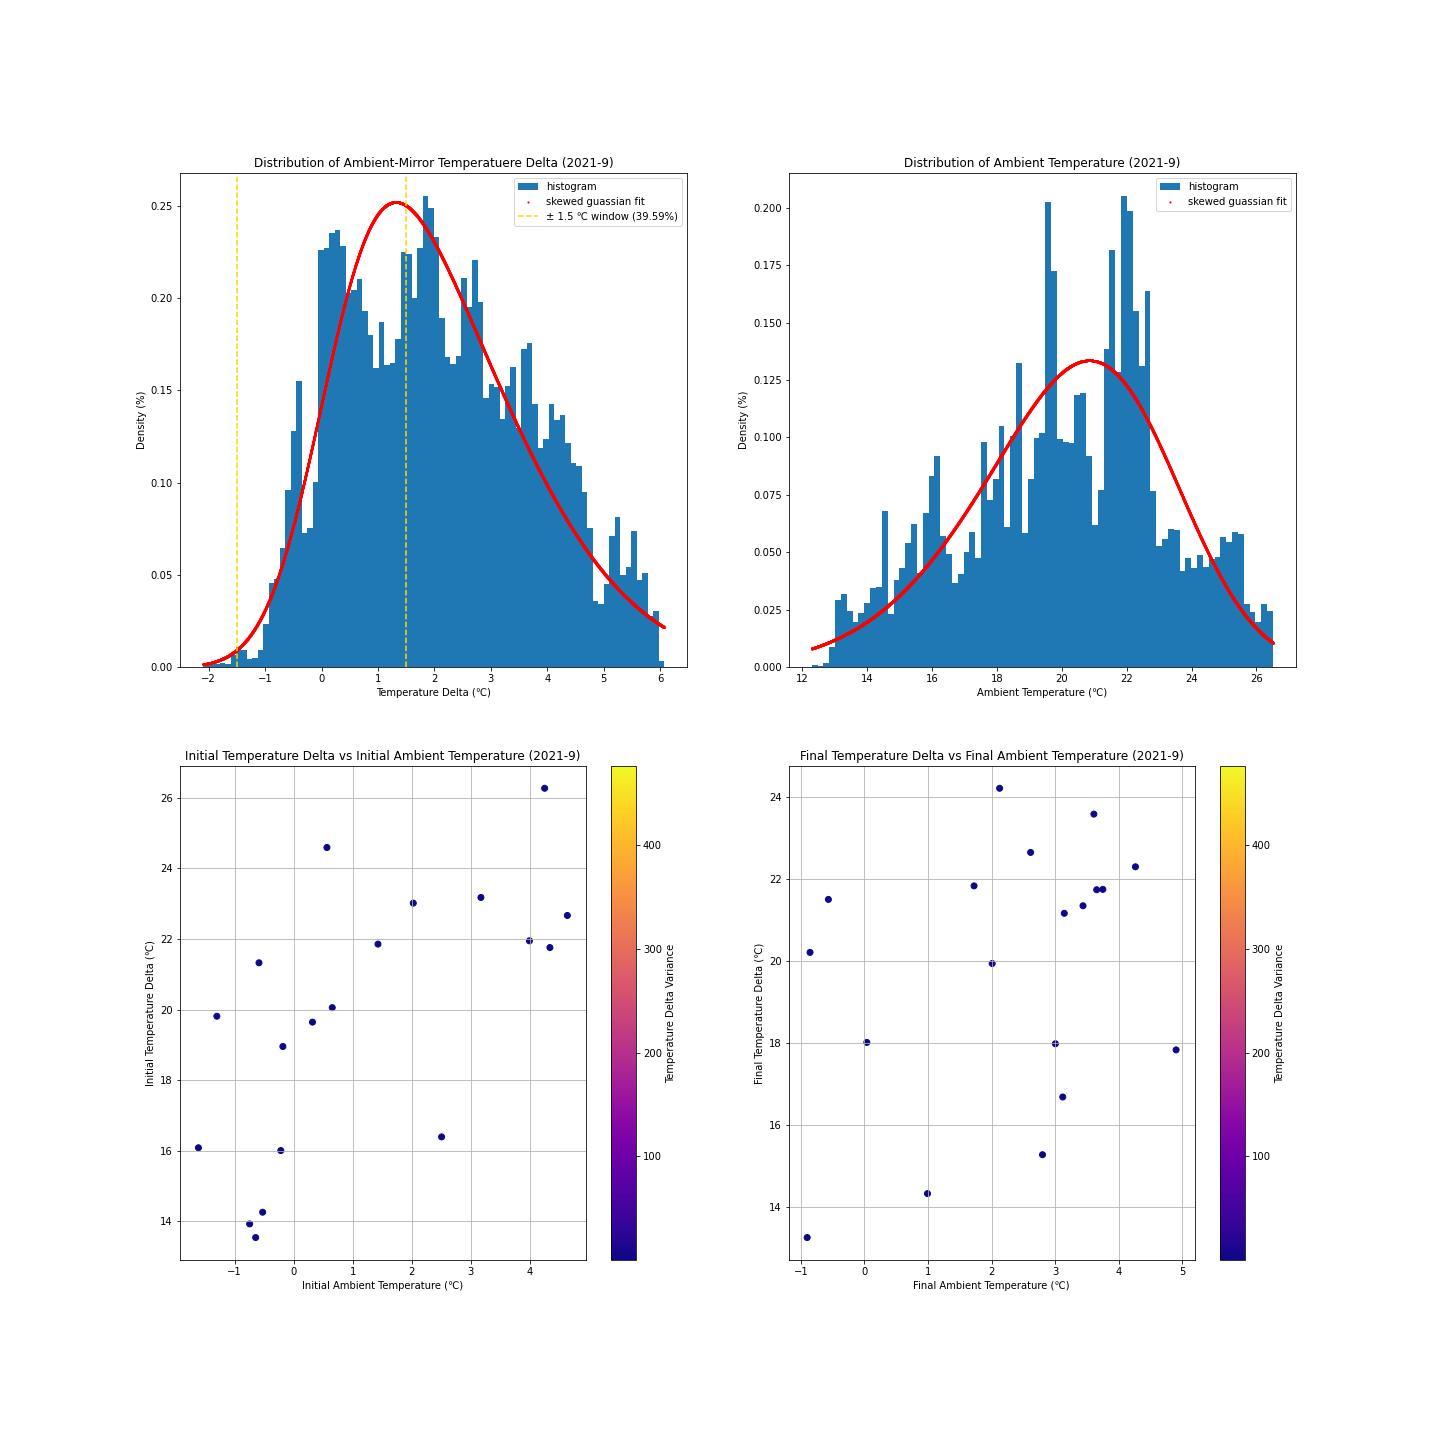 Distribution of Ambient-Mirror Temperatuere Delta (2021-9)
histogram
skewed guassian fit
± 1.5 ℃ window (39.59%)
0.25
0.20
0.15
0.10
0.05
0.00
Density (%)
−2 −1 0 1 2 3 4 5 6
Temperature Delta (℃)
Distribution of Ambient Temperature (2021-9)
histogram
skewed guassian fit
0.200
0.175
0.150
0.125
0.100
0.075
0.050
0.025
0.000
Density (%)
12 14 16 18 20 22 24 26
Ambient Temperature (℃)
Initial Temperature Delta vs Initial Ambient Temperature (2021-9)
26
24
22
20
18
16
14
Initial Temperature Delta (℃)
−1 0 1 2 3 4
Initial Ambient Temperature (℃)
400
300
200
100
Temperature Delta Variance
Final Temperature Delta vs Final Ambient Temperature (2021-9)
24
22
20
18
16
14
Final Temperature Delta (℃)
−1 0 1 2 3 4 5
Final Ambient Temperature (℃)
400
300
200
100
Temperature Delta Variance